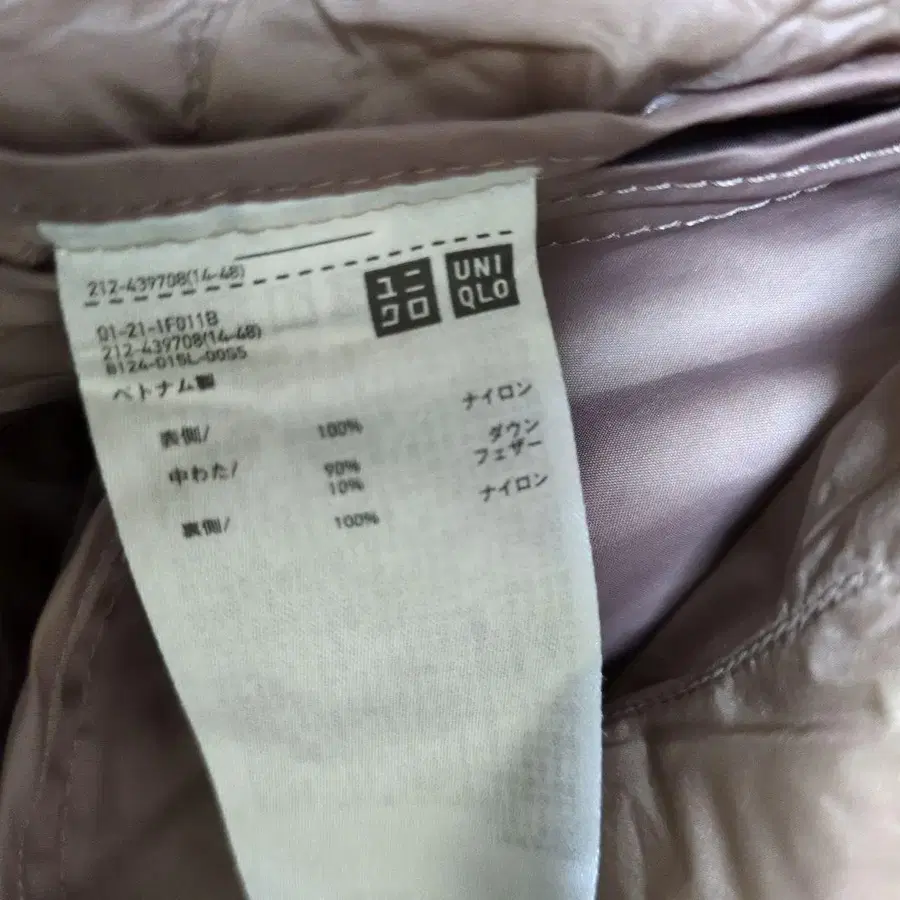 212-439708(14-48)
ユニクロ
UNIQLO
01-21-1F011B
212-439708(14-48)
8124-015L-00S5
ベトナム製
表側/ 100% ナイロン
中わた/ 90% ダウン
10% フェザー
裏側/ 100% ナイロン